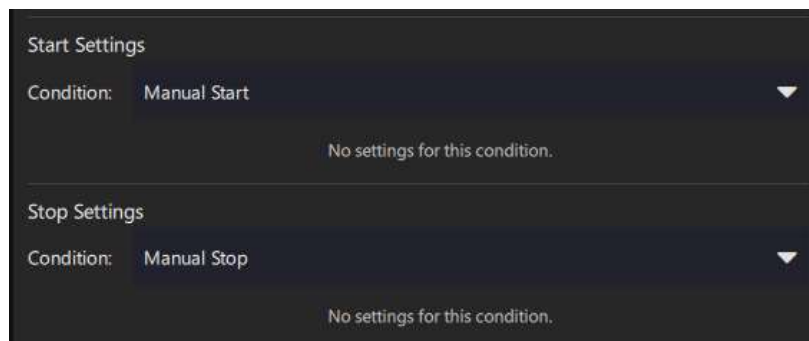 Start Settings
Condition: Manual Start
No settings for this condition.
Stop Settings
Condition: Manual Stop
No settings for this condition.